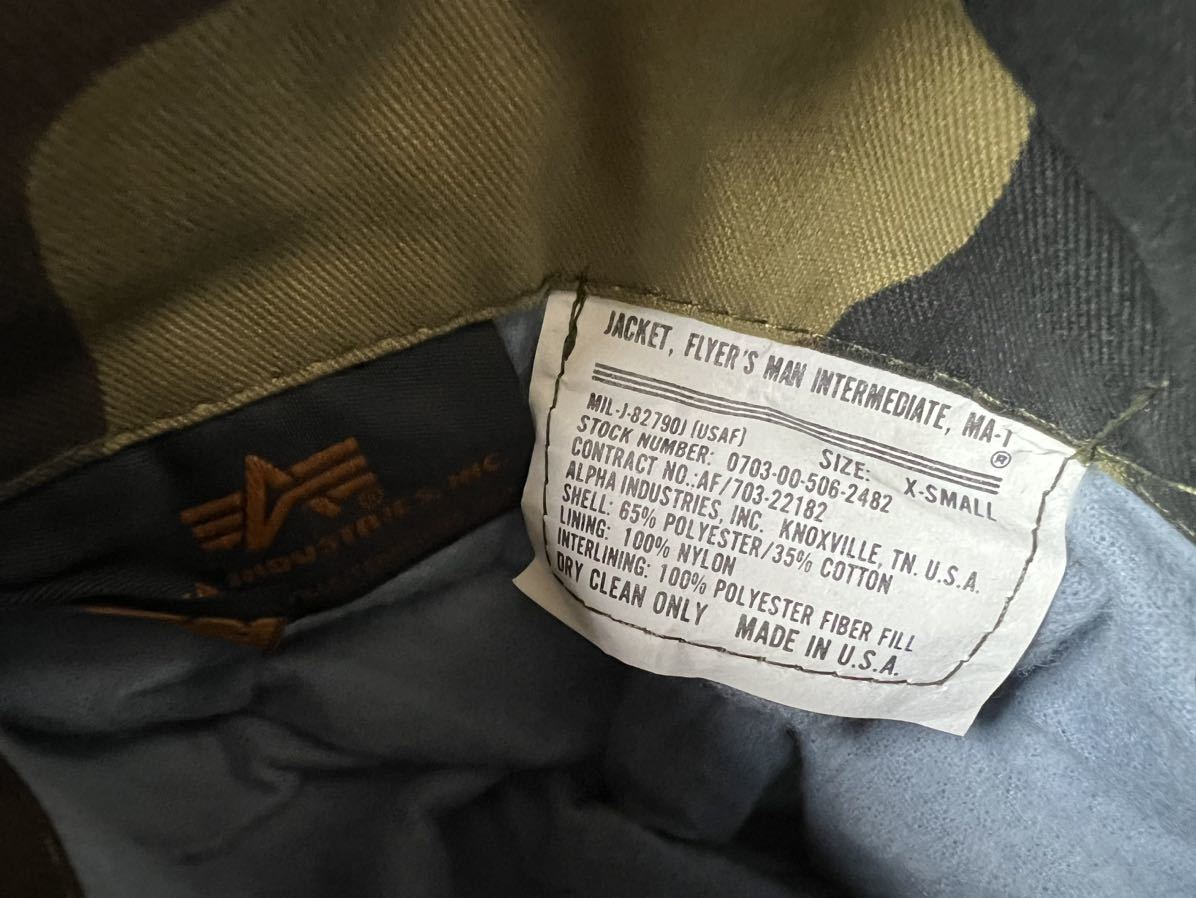 JACKET, FLYER'S MAN INTERMEDIATE, MA-1
®
MIL-J-82790J (USAF) SIZE: X-SMALL
STOCK NUMBER: 0703-00-506-2482
CONTRACT NO.:AF/703-22182
ALPHA INDUSTRIES, INC. KNOXVILLE, TN. U.S.A.
SHELL: 65% POLYESTER/35% COTTON
LINING: 100% NYLON
INTERLINING: 100% POLYESTER FIBER FILL
DRY CLEAN ONLY MADE IN U.S.A.
®
INDUSTRIES, INC.